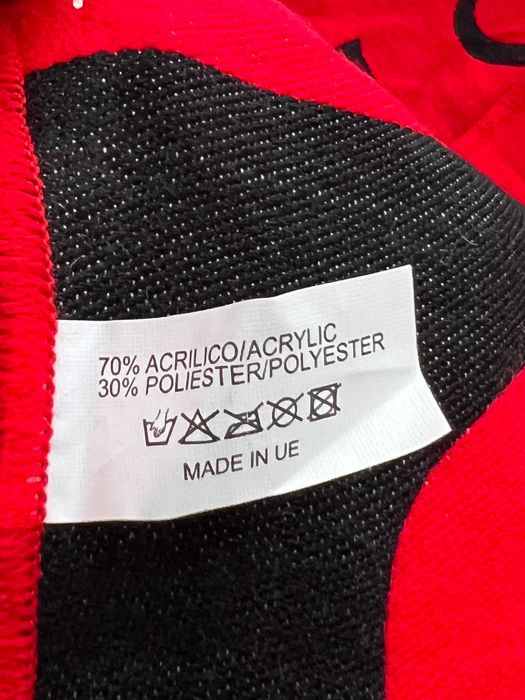 70% ACRILICO/ACRYLIC
30% POLIESTER/POLYESTER
MADE IN UE